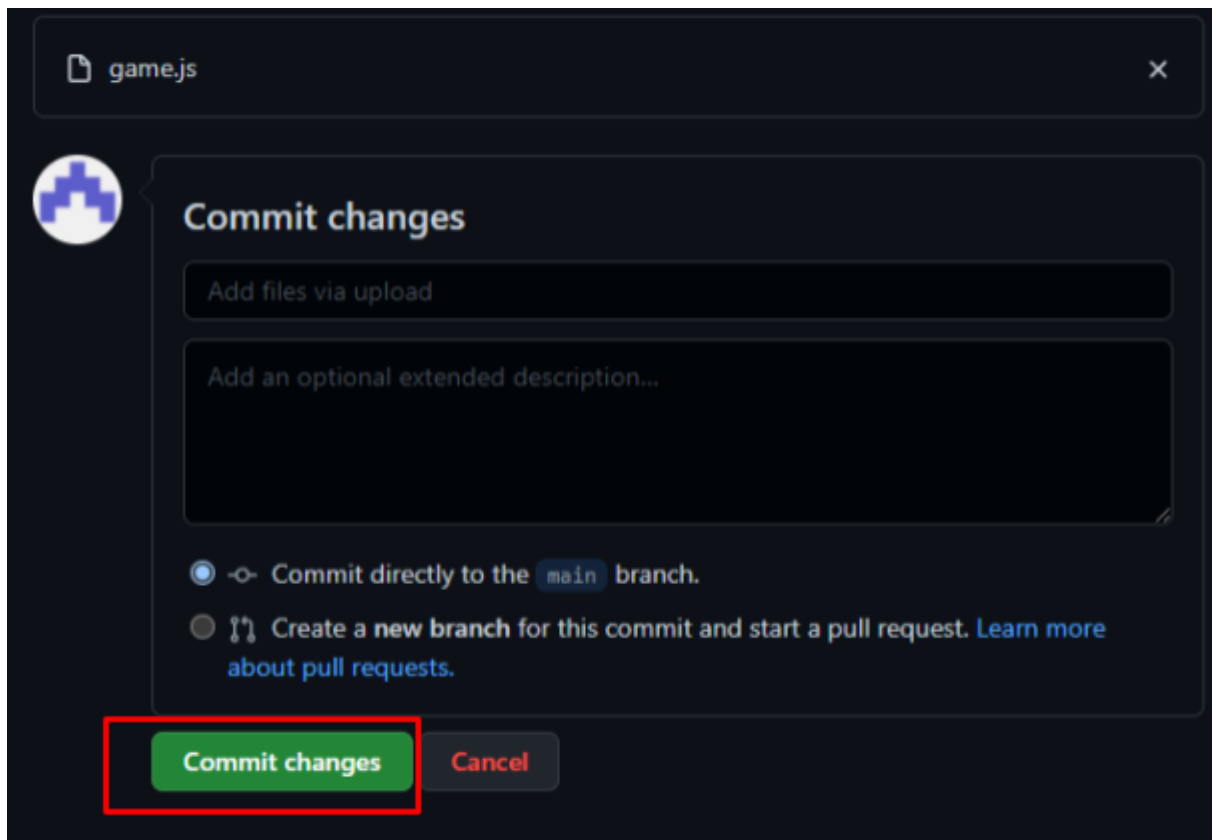 game.js
Commit changes
Add files via upload
Add an optional extended description...
Commit directly to the main branch.
Create a new branch for this commit and start a pull request. Learn more
about pull requests.
Commit changes Cancel